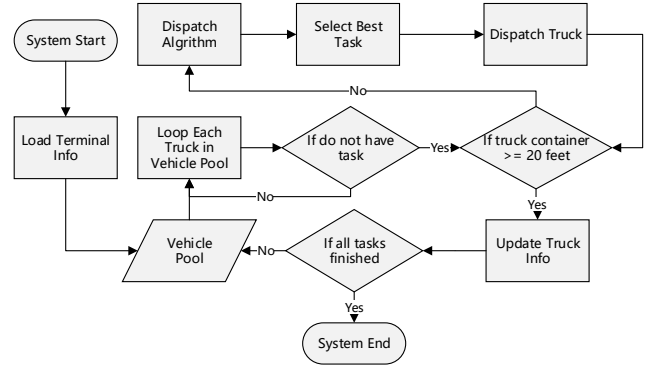 System Start
Dispatch
Algrithm
Select Best
Task
Dispatch Truck
No
Load Terminal
Info
Loop Each
Truck in
Vehicle Pool
If do not have
task
Yes
If truck container
>= 20 feet
No
Yes
Vehicle
Pool
No
If all tasks
finished
Update Truck
Info
Yes
System End